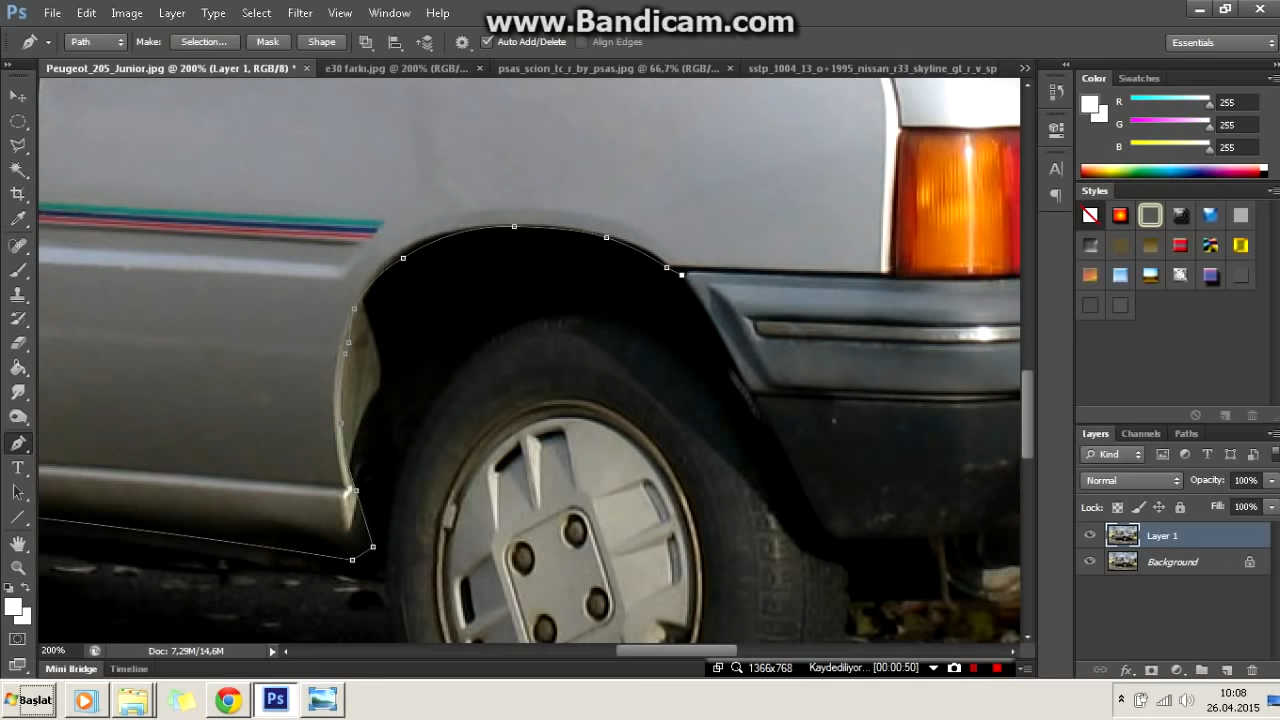 www.Bandicam.com
Ps File Edit Image Layer Type Select Filter View Window Help
Path Make: Selection... Mask Shape Auto Add/Delete Align Edges Essentials
Peugeot_205_Junior.jpg @ 200% (Layer 1, RGB/8) * × e30 farkı.jpg @ 200% (RGB/... × psas_scion_tc_r_by_psas.jpg @ 66,7% (RGB/... × sstp_1004_13_o+1995_nissan_r33_skyline_gt_r_v_sp
Color Swatches
R 255
G 255
B 255
Styles
Layers Channels Paths
Kind
Normal Opacity: 100%
Lock: Fill: 100%
Layer 1
Background
200% Doc: 7,29M/14,6M
1366x768 Kaydediliyor... [00:00:50]
Mini Bridge Timeline
Başlat Ps
10:08
26.04.2015